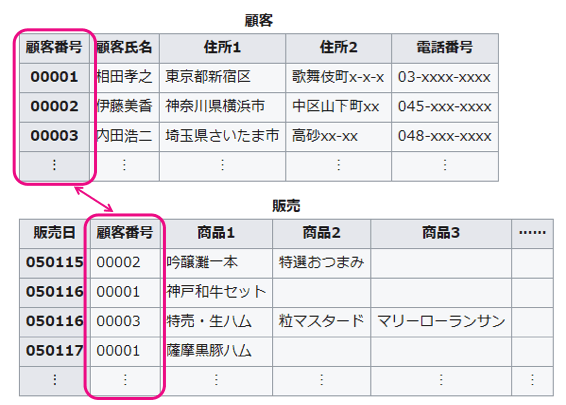 顧客
顧客番号 顧客氏名 住所1 住所2 電話番号
00001 相田孝之 東京都新宿区 歌舞伎町x-x-x 03-xxxx-xxxx
00002 伊藤美香 神奈川県横浜市 中区山下町xx 045-xxx-xxxx
00003 内田浩二 埼玉県さいたま市 高砂xx-xx 048-xxx-xxxx
⋮ ⋮ ⋮ ⋮ ⋮
販売
販売日 顧客番号 商品1 商品2 商品3 ……
050115 00002 吟醸灘一本 特選おつまみ
050116 00001 神戸和牛セット
050116 00003 特売・生ハム 粒マスタード マリーローランサン
050117 00001 薩摩黒豚ハム
⋮ ⋮ ⋮ ⋮ ⋮ ⋮